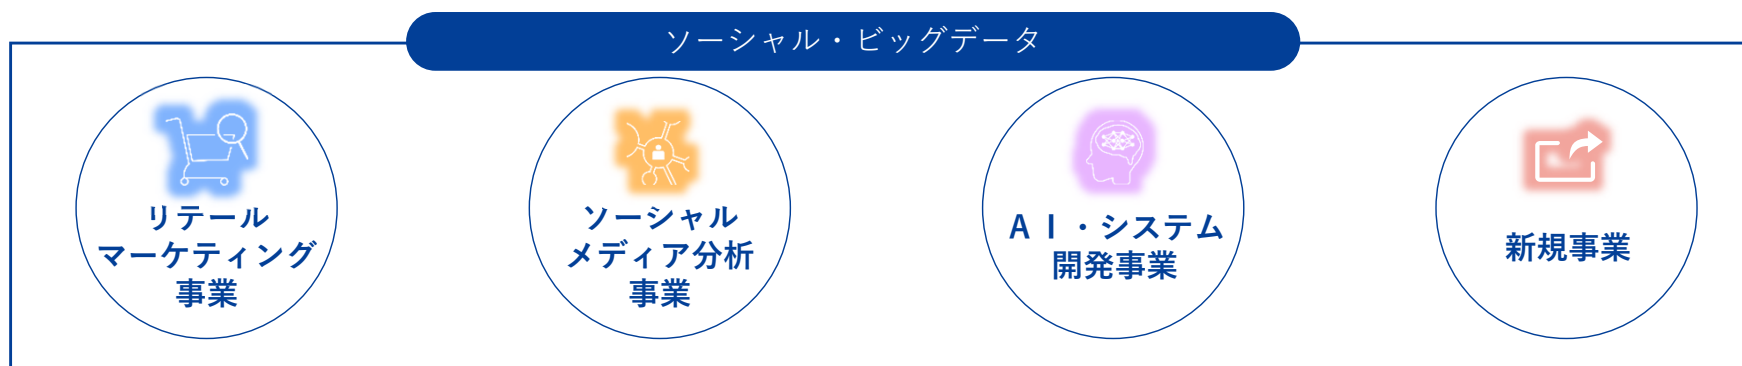 ソーシャル・ビッグデータ
リテール
マーケティング
事業
ソーシャル
メディア分析
事業
ＡＩ・システム
開発事業
新規事業